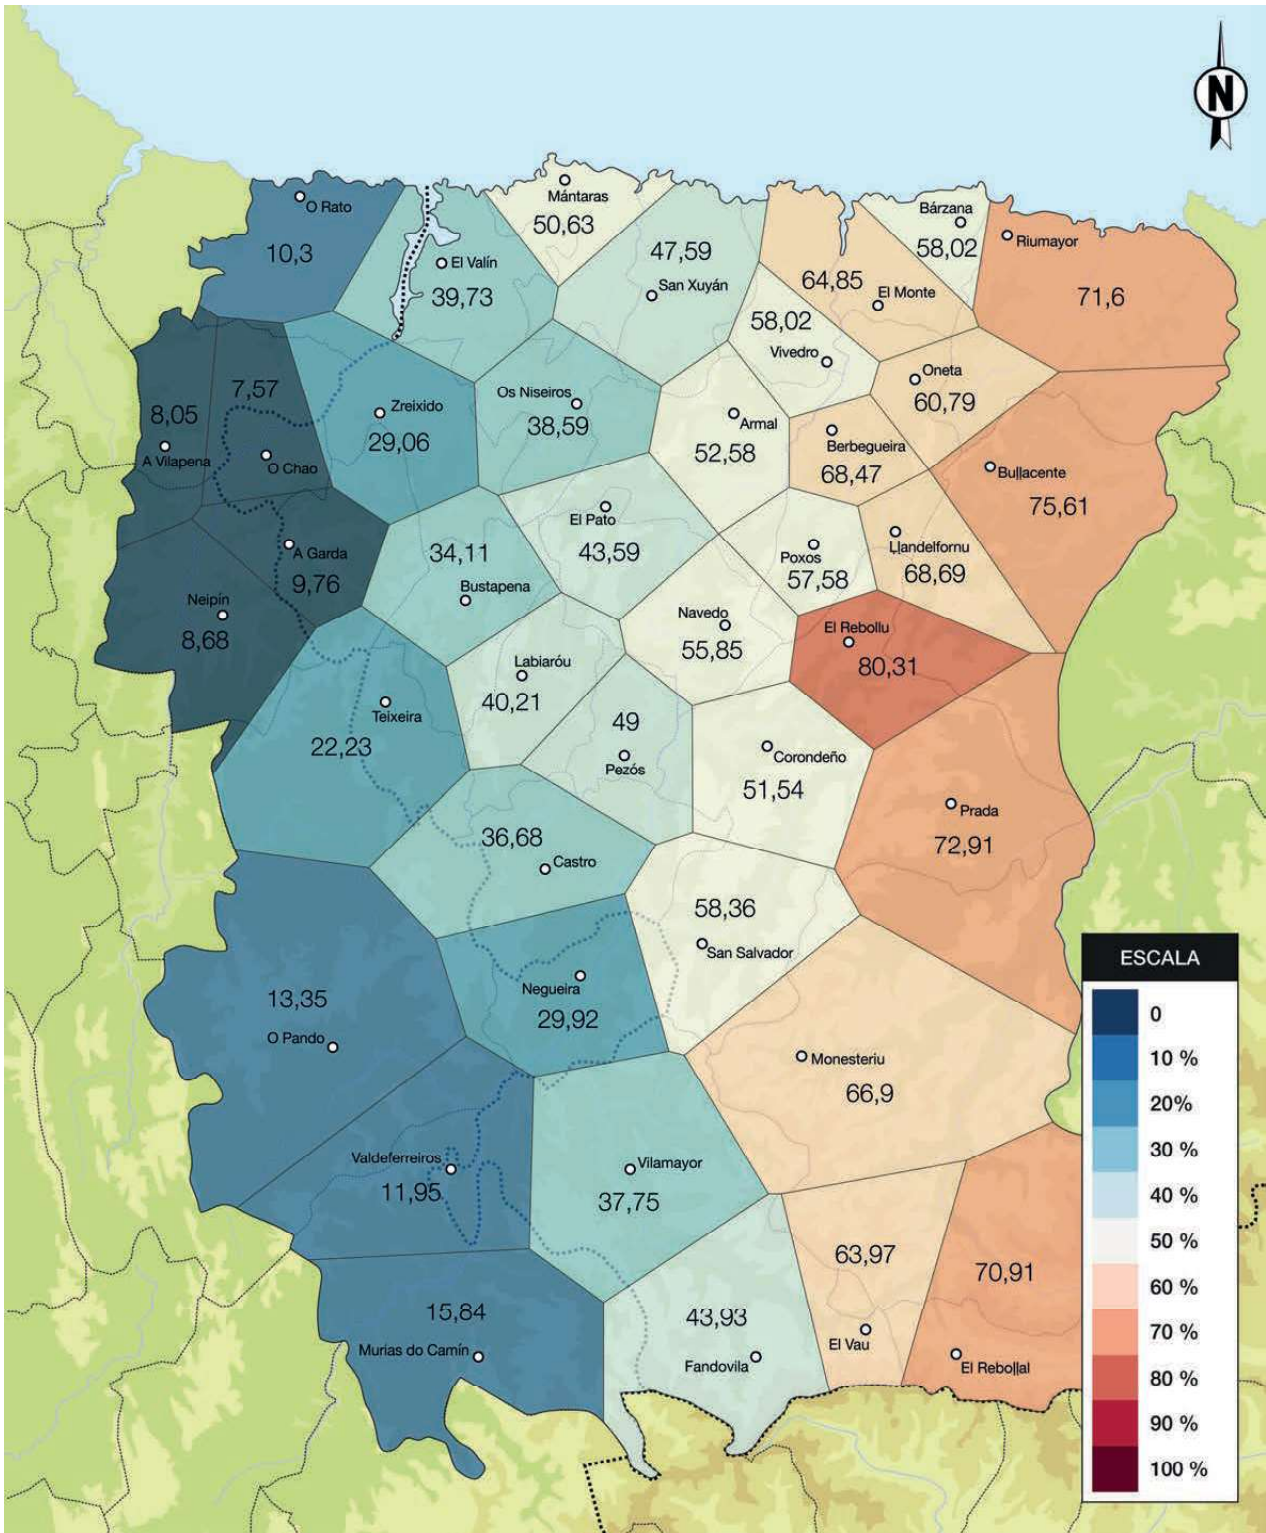 N
Mántaras
50,63
O Rato
10,3
El Valín
39,73
47,59
San Xuyán
Bárzana
58,02
Riumayor
71,6
64,85
El Monte
58,02
Vivedro
Oneta
60,79
7,57
O Chao
8,05
A Vilapena
Zreixido
29,06
Os Niseiros
38,59
Armal
52,58
Berbegueira
68,47
Buḷḷacente
75,61
El Pato
43,59
Poxos
57,58
Ḷḷandelfornu
68,69
A Garda
9,76
34,11
Bustapena
Neipín
8,68
Navedo
55,85
El Rebollu
80,31
Labiaróu
40,21
Teixeira
22,23
49
Pezós
Corondeño
51,54
Prada
72,91
36,68
Castro
58,36
San Salvador
Negueira
29,92
13,35
O Pando
Monesteriu
66,9
Valdeferreiros
11,95
Vilamayor
37,75
63,97
El Vau
70,91
El Reboḷḷal
15,84
Murias do Camín
43,93
Fandovila
ESCALA
0
10 %
20%
30 %
40 %
50 %
60 %
70 %
80 %
90 %
100 %